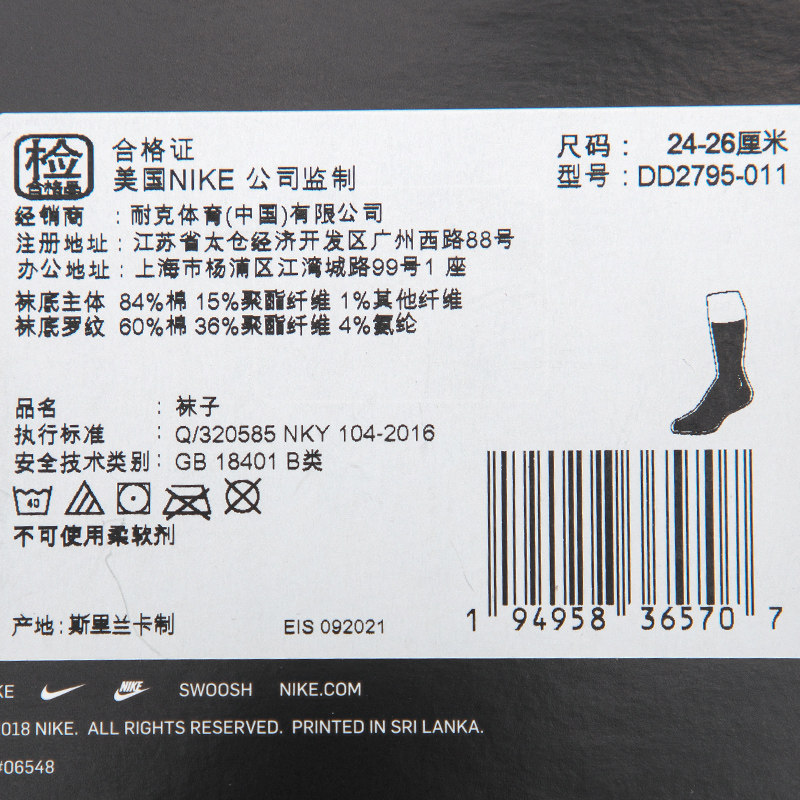 检
合格品
合格证
美国NIKE 公司监制
尺码： 24-26厘米
型号：DD2795-011
经销商 ：耐克体育(中国)有限公司
注册地址：江苏省太仓经济开发区广州西路88号
办公地址：上海市杨浦区江湾城路99号1 座
袜底主体 84%棉 15%聚酯纤维 1%其他纤维
袜底罗纹 60%棉 36%聚酯纤维 4%氨纶
品名 ：袜子
执行标准 ：Q/320585 NKY 104-2016
安全技术类别：GB 18401 B类
40
不可使用柔软剂
产地：斯里兰卡制
EIS 092021
1 94958 36570 7
KE NIKE SWOOSH NIKE.COM
018 NIKE. ALL RIGHTS RESERVED. PRINTED IN SRI LANKA.
#06548